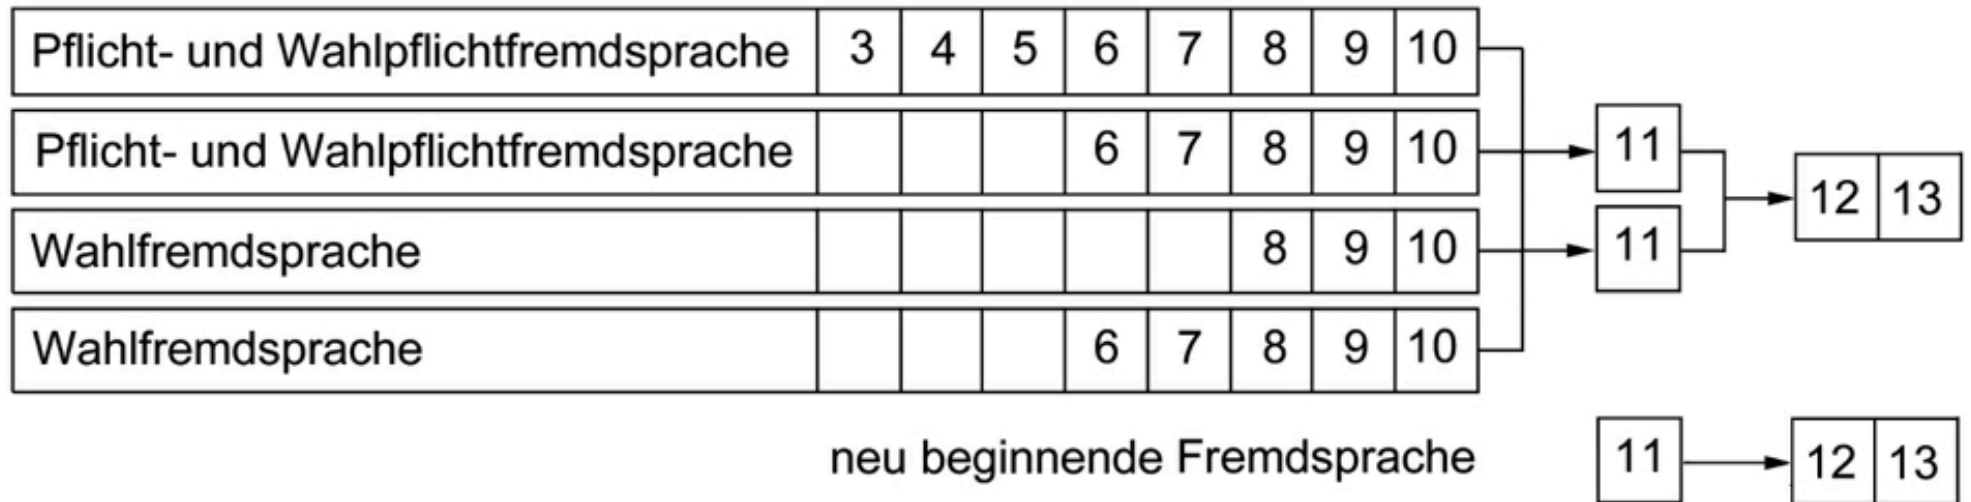 Pflicht- und Wahlpflichtfremdsprache 3 4 5 6 7 8 9 10
Pflicht- und Wahlpflichtfremdsprache 6 7 8 9 10 11
12 13
Wahlfremdsprache 8 9 10 11
Wahlfremdsprache 6 7 8 9 10
neu beginnende Fremdsprache 11 12 13